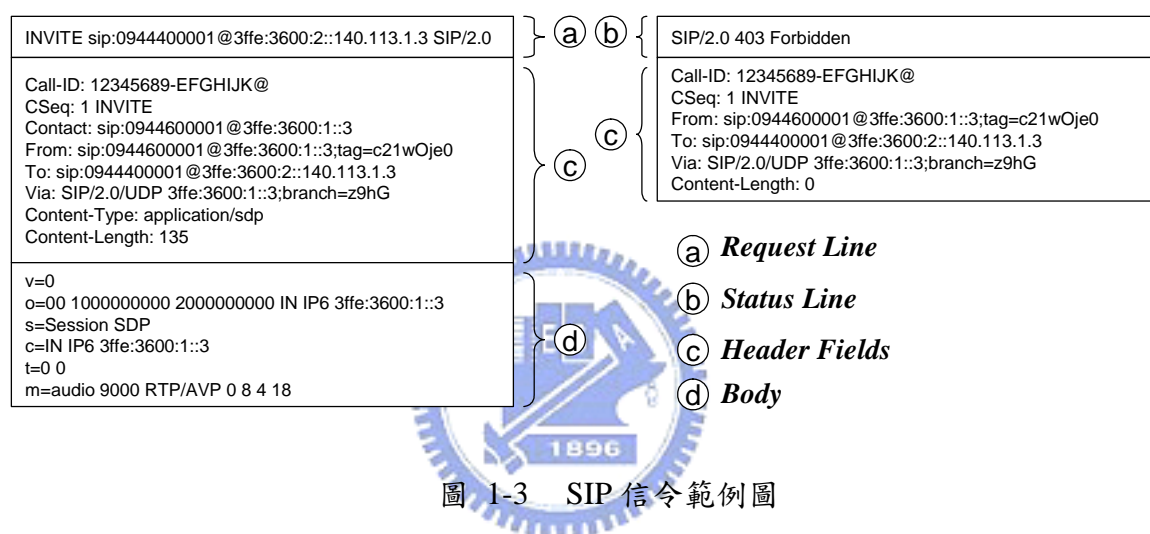 INVITE sip:0944400001@3ffe:3600:2::140.113.1.3 SIP/2.0
Call-ID: 12345689-EFGHIJK@
CSeq: 1 INVITE
Contact: sip:0944600001@3ffe:3600:1::3
From: sip:0944600001@3ffe:3600:1::3;tag=c21wOje0
To: sip:0944400001@3ffe:3600:2::140.113.1.3
Via: SIP/2.0/UDP 3ffe:3600:1::3;branch=z9hG
Content-Type: application/sdp
Content-Length: 135
v=0
o=00 1000000000 2000000000 IN IP6 3ffe:3600:1::3
s=Session SDP
c=IN IP6 3ffe:3600:1::3
t=0 0
m=audio 9000 RTP/AVP 0 8 4 18
a
c
d
b
SIP/2.0 403 Forbidden
c
Call-ID: 12345689-EFGHIJK@
CSeq: 1 INVITE
From: sip:0944600001@3ffe:3600:1::3;tag=c21wOje0
To: sip:0944400001@3ffe:3600:2::140.113.1.3
Via: SIP/2.0/UDP 3ffe:3600:1::3;branch=z9hG
Content-Length: 0
a Request Line
b Status Line
c Header Fields
d Body
1896
圖 1-3 SIP 信令範例圖